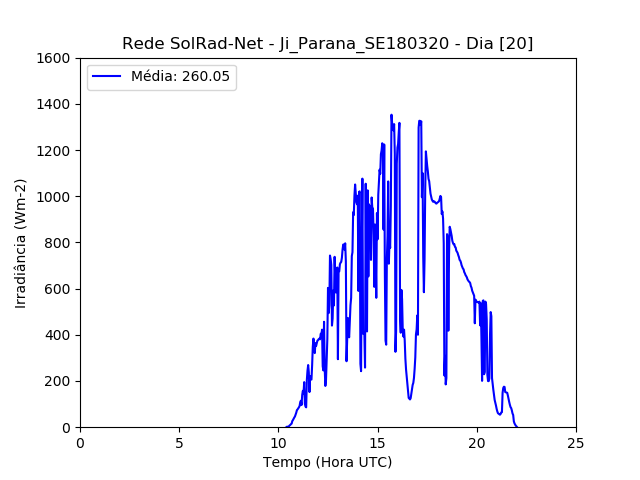 Rede SolRad-Net - Ji_Parana_SE180320 - Dia [20]
Média: 260.05
Irradiância (Wm-2)
1600
1400
1200
1000
800
600
400
200
0
0 5 10 15 20 25
Tempo (Hora UTC)